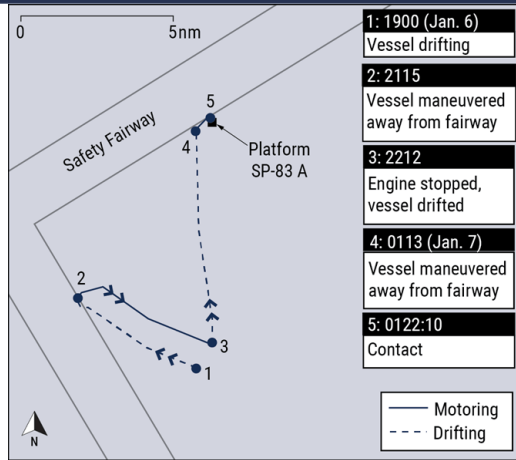 0
5nm
Safety Fairway
5
4
Platform
SP-83 A
2
3
1
N
1: 1900 (Jan. 6)
Vessel drifting
2: 2115
Vessel maneuvered
away from fairway
3: 2212
Engine stopped,
vessel drifted
4: 0113 (Jan. 7)
Vessel maneuvered
away from fairway
5: 0122:10
Contact
Motoring
Drifting